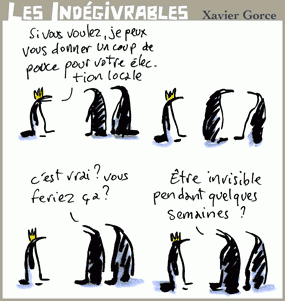 LES INDÉGIVRABLES
Xavier Gorce
Si vous voulez, je peux
vous donner un coup de
pouce pour votre élec-
tion locale
c'est vrai? vous
feriez ça?
Être invisible
pendant quelques
semaines ?